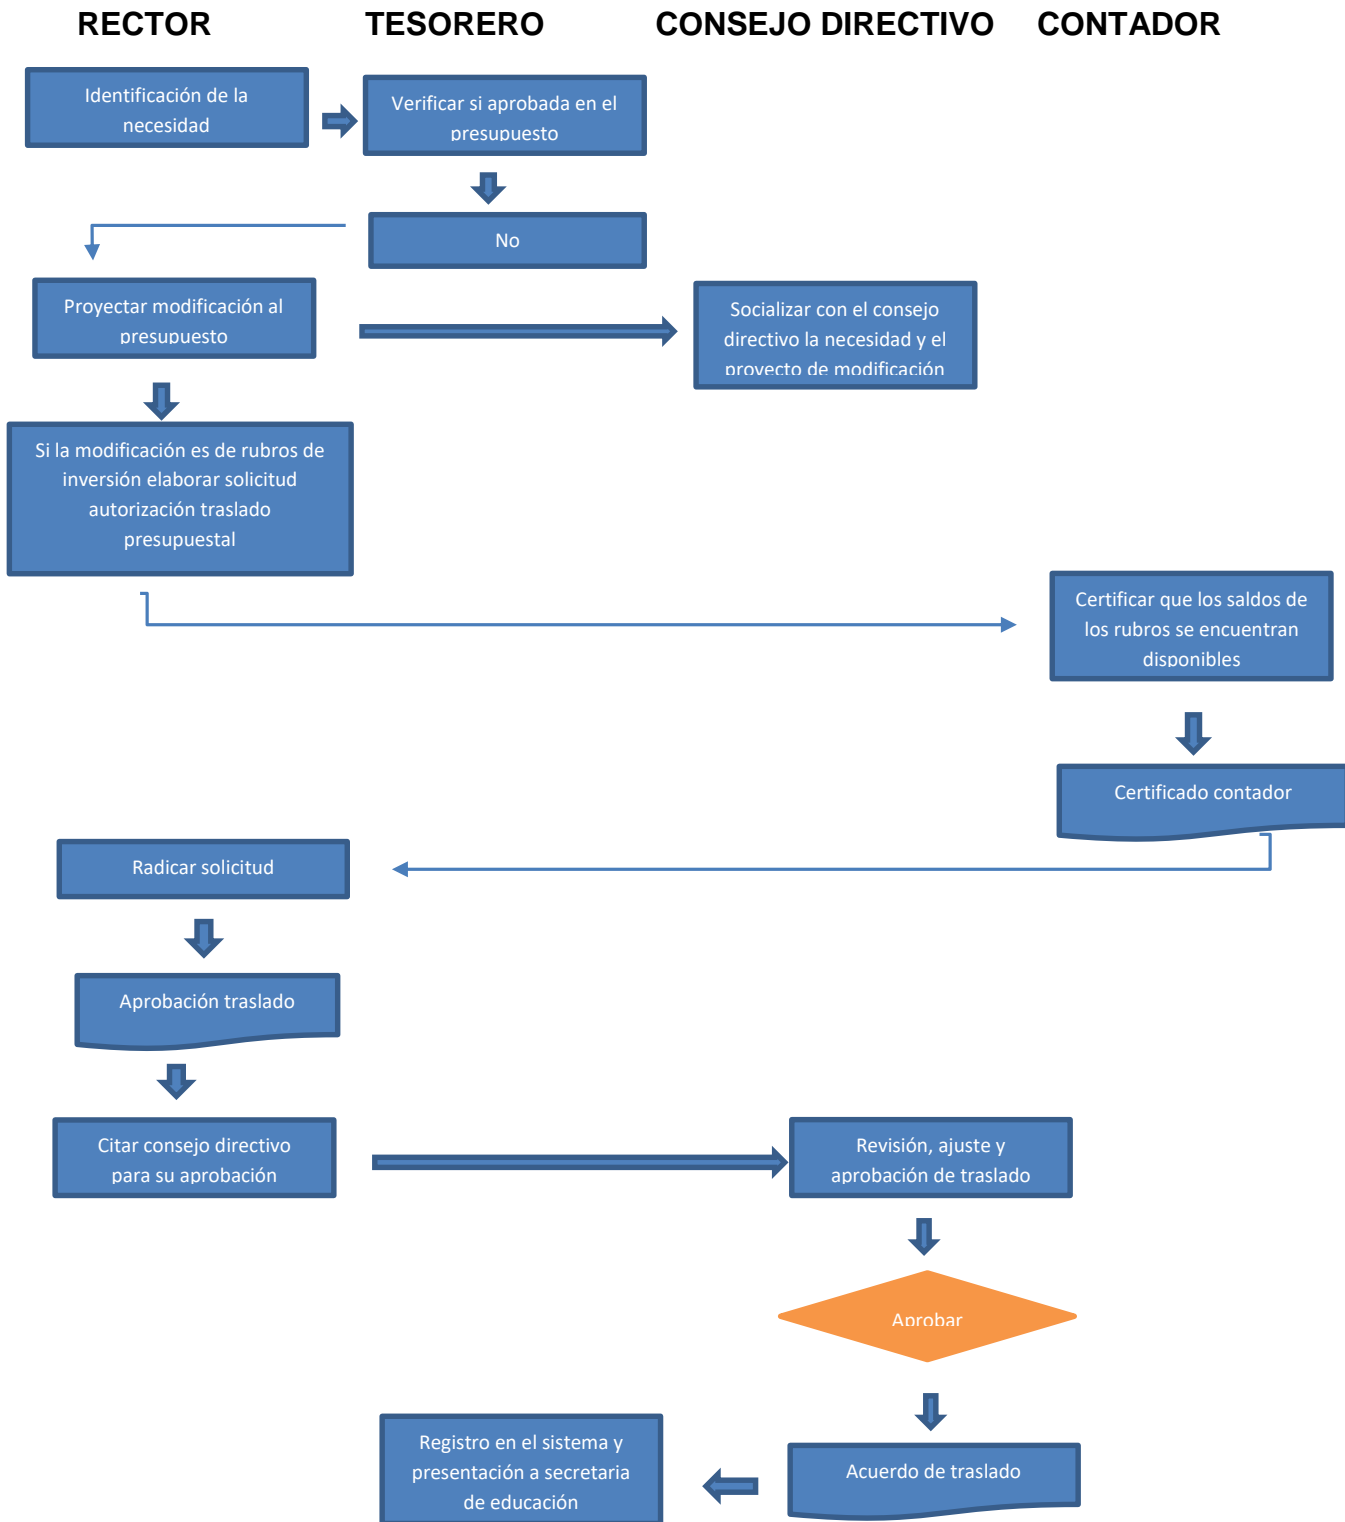 RECTOR TESORERO CONSEJO DIRECTIVO CONTADOR
Identificación de la
necesidad
Verificar si aprobada en el
presupuesto
No
Proyectar modificación al
presupuesto
Socializar con el consejo
directivo la necesidad y el
proyecto de modificación
Si la modificación es de rubros de
inversión elaborar solicitud
autorización traslado
presupuestal
Certificar que los saldos de
los rubros se encuentran
disponibles
Certificado contador
Radicar solicitud
Aprobación traslado
Citar consejo directivo
para su aprobación
Revisión, ajuste y
aprobación de traslado
Aprobar
Acuerdo de traslado
Registro en el sistema y
presentación a secretaria
de educación